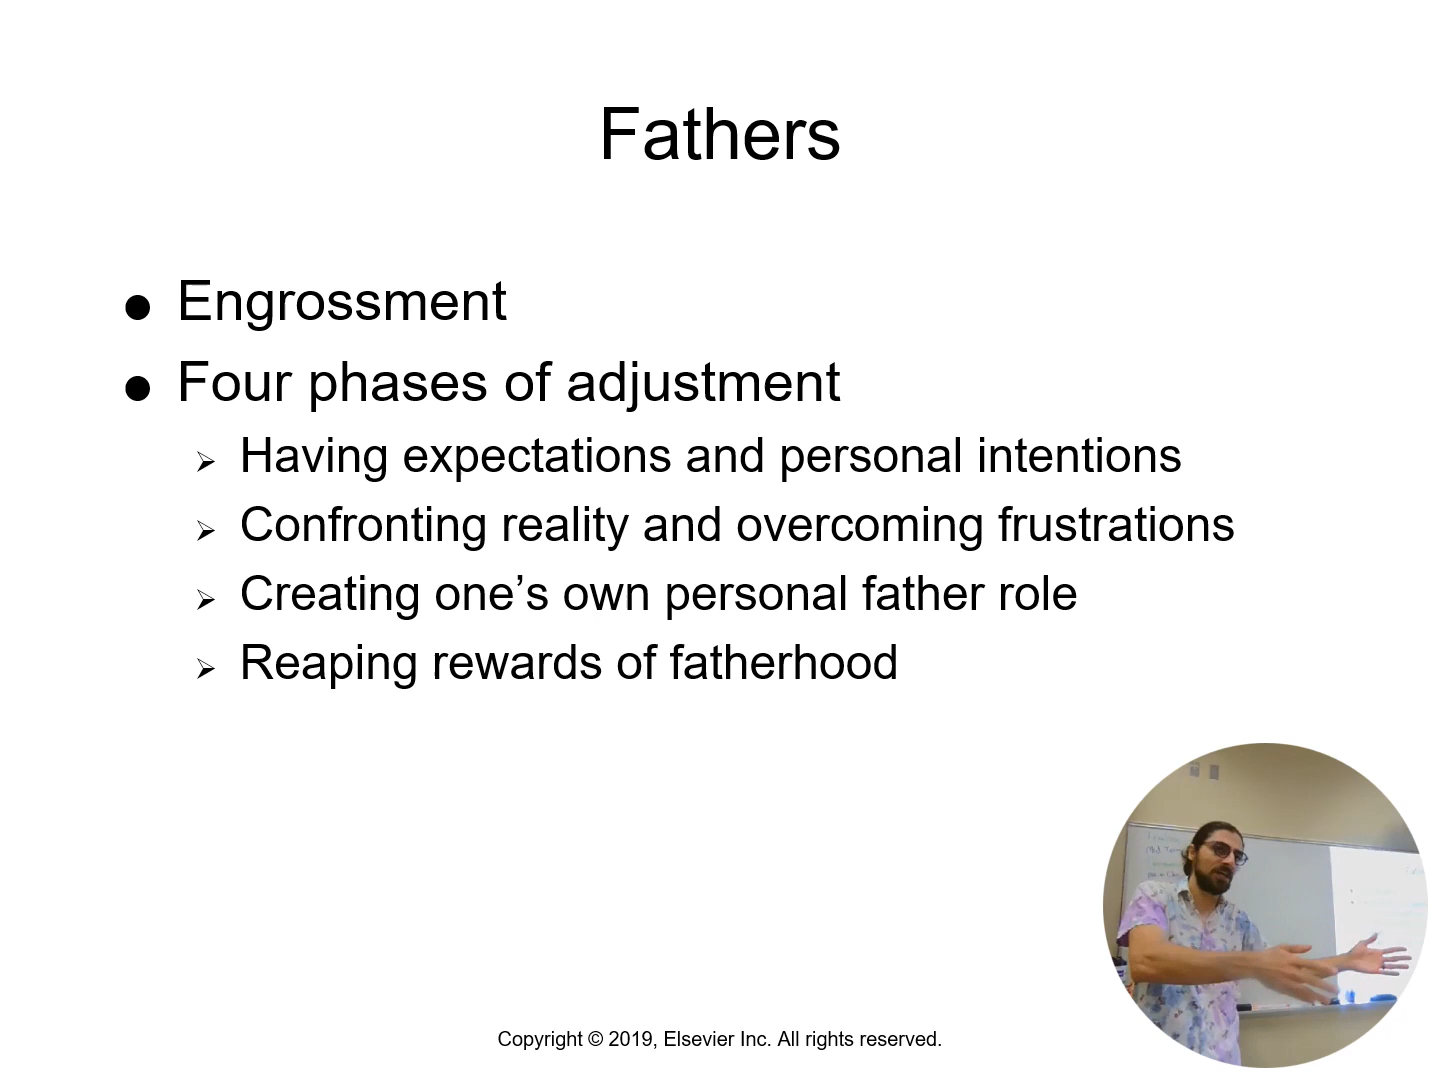 Fathers
● Engrossment
● Four phases of adjustment
➢ Having expectations and personal intentions
➢ Confronting reality and overcoming frustrations
➢ Creating one’s own personal father role
➢ Reaping rewards of fatherhood
Copyright © 2019, Elsevier Inc. All rights reserved.